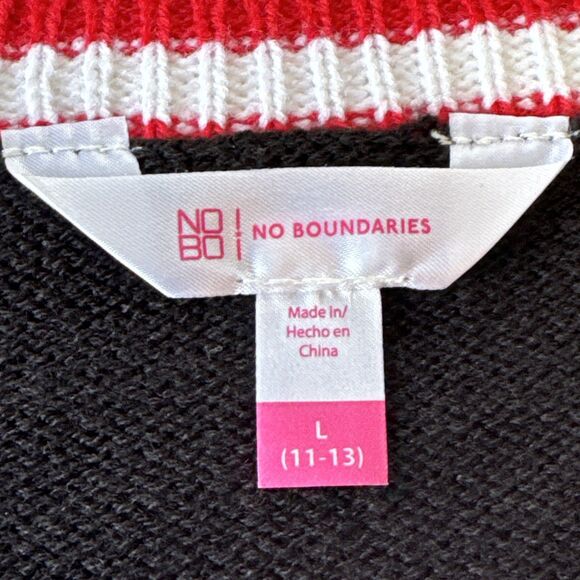 NO
BO
NO BOUNDARIES
Made In/
Hecho en
China
L
(11-13)